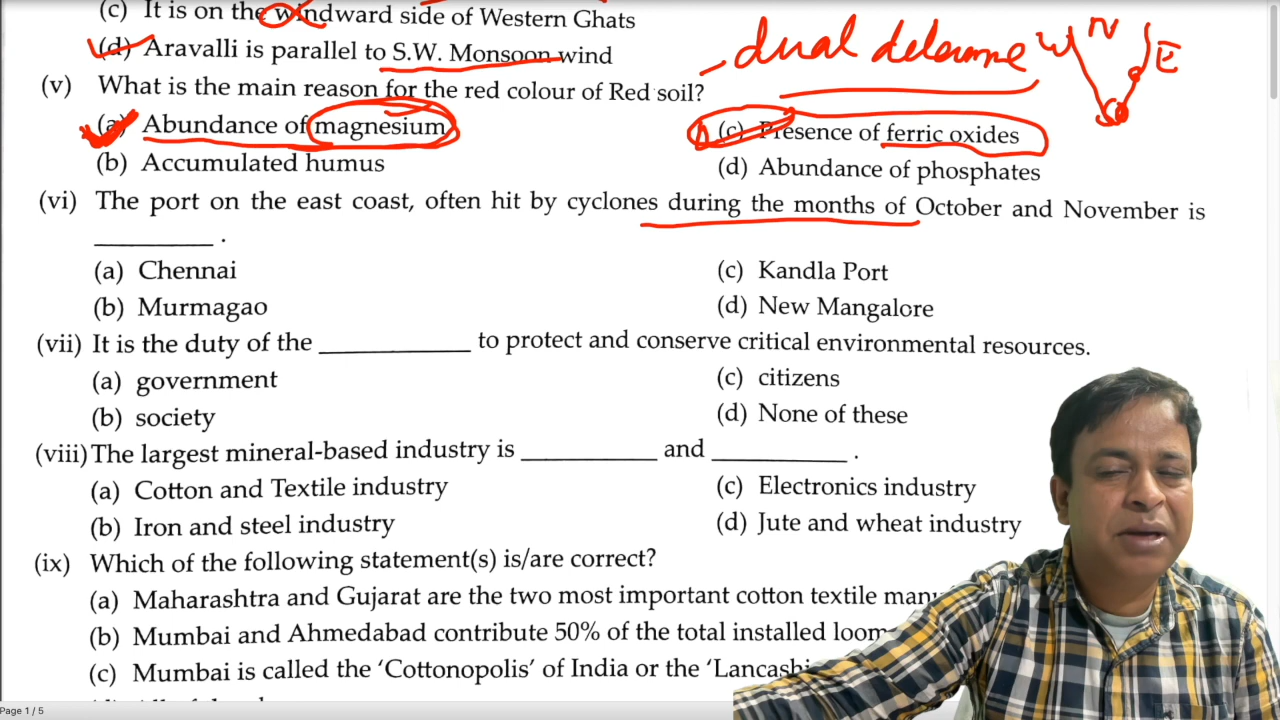 (c) It is on the windward side of Western Ghats
(d) Aravalli is parallel to S.W. Monsoon wind
dual N
W E
(v) What is the main reason for the red colour of Red soil?
(a) Abundance of magnesium (c) Presence of ferric oxides
(b) Accumulated humus (d) Abundance of phosphates
(vi) The port on the east coast, often hit by cyclones during the months of October and November is
__________ .
(a) Chennai (c) Kandla Port
(b) Murmagao (d) New Mangalore
(vii) It is the duty of the ____________ to protect and conserve critical environmental resources.
(a) government (c) citizens
(b) society (d) None of these
(viii) The largest mineral-based industry is ___________ and ___________ .
(a) Cotton and Textile industry (c) Electronics industry
(b) Iron and steel industry (d) Jute and wheat industry
(ix) Which of the following statement(s) is/are correct?
(a) Maharashtra and Gujarat are the two most important cotton textile
(b) Mumbai and Ahmedabad contribute 50% of the total installed loom
(c) Mumbai is called the ‘Cottonopolis’ of India or the
Page 1 / 5